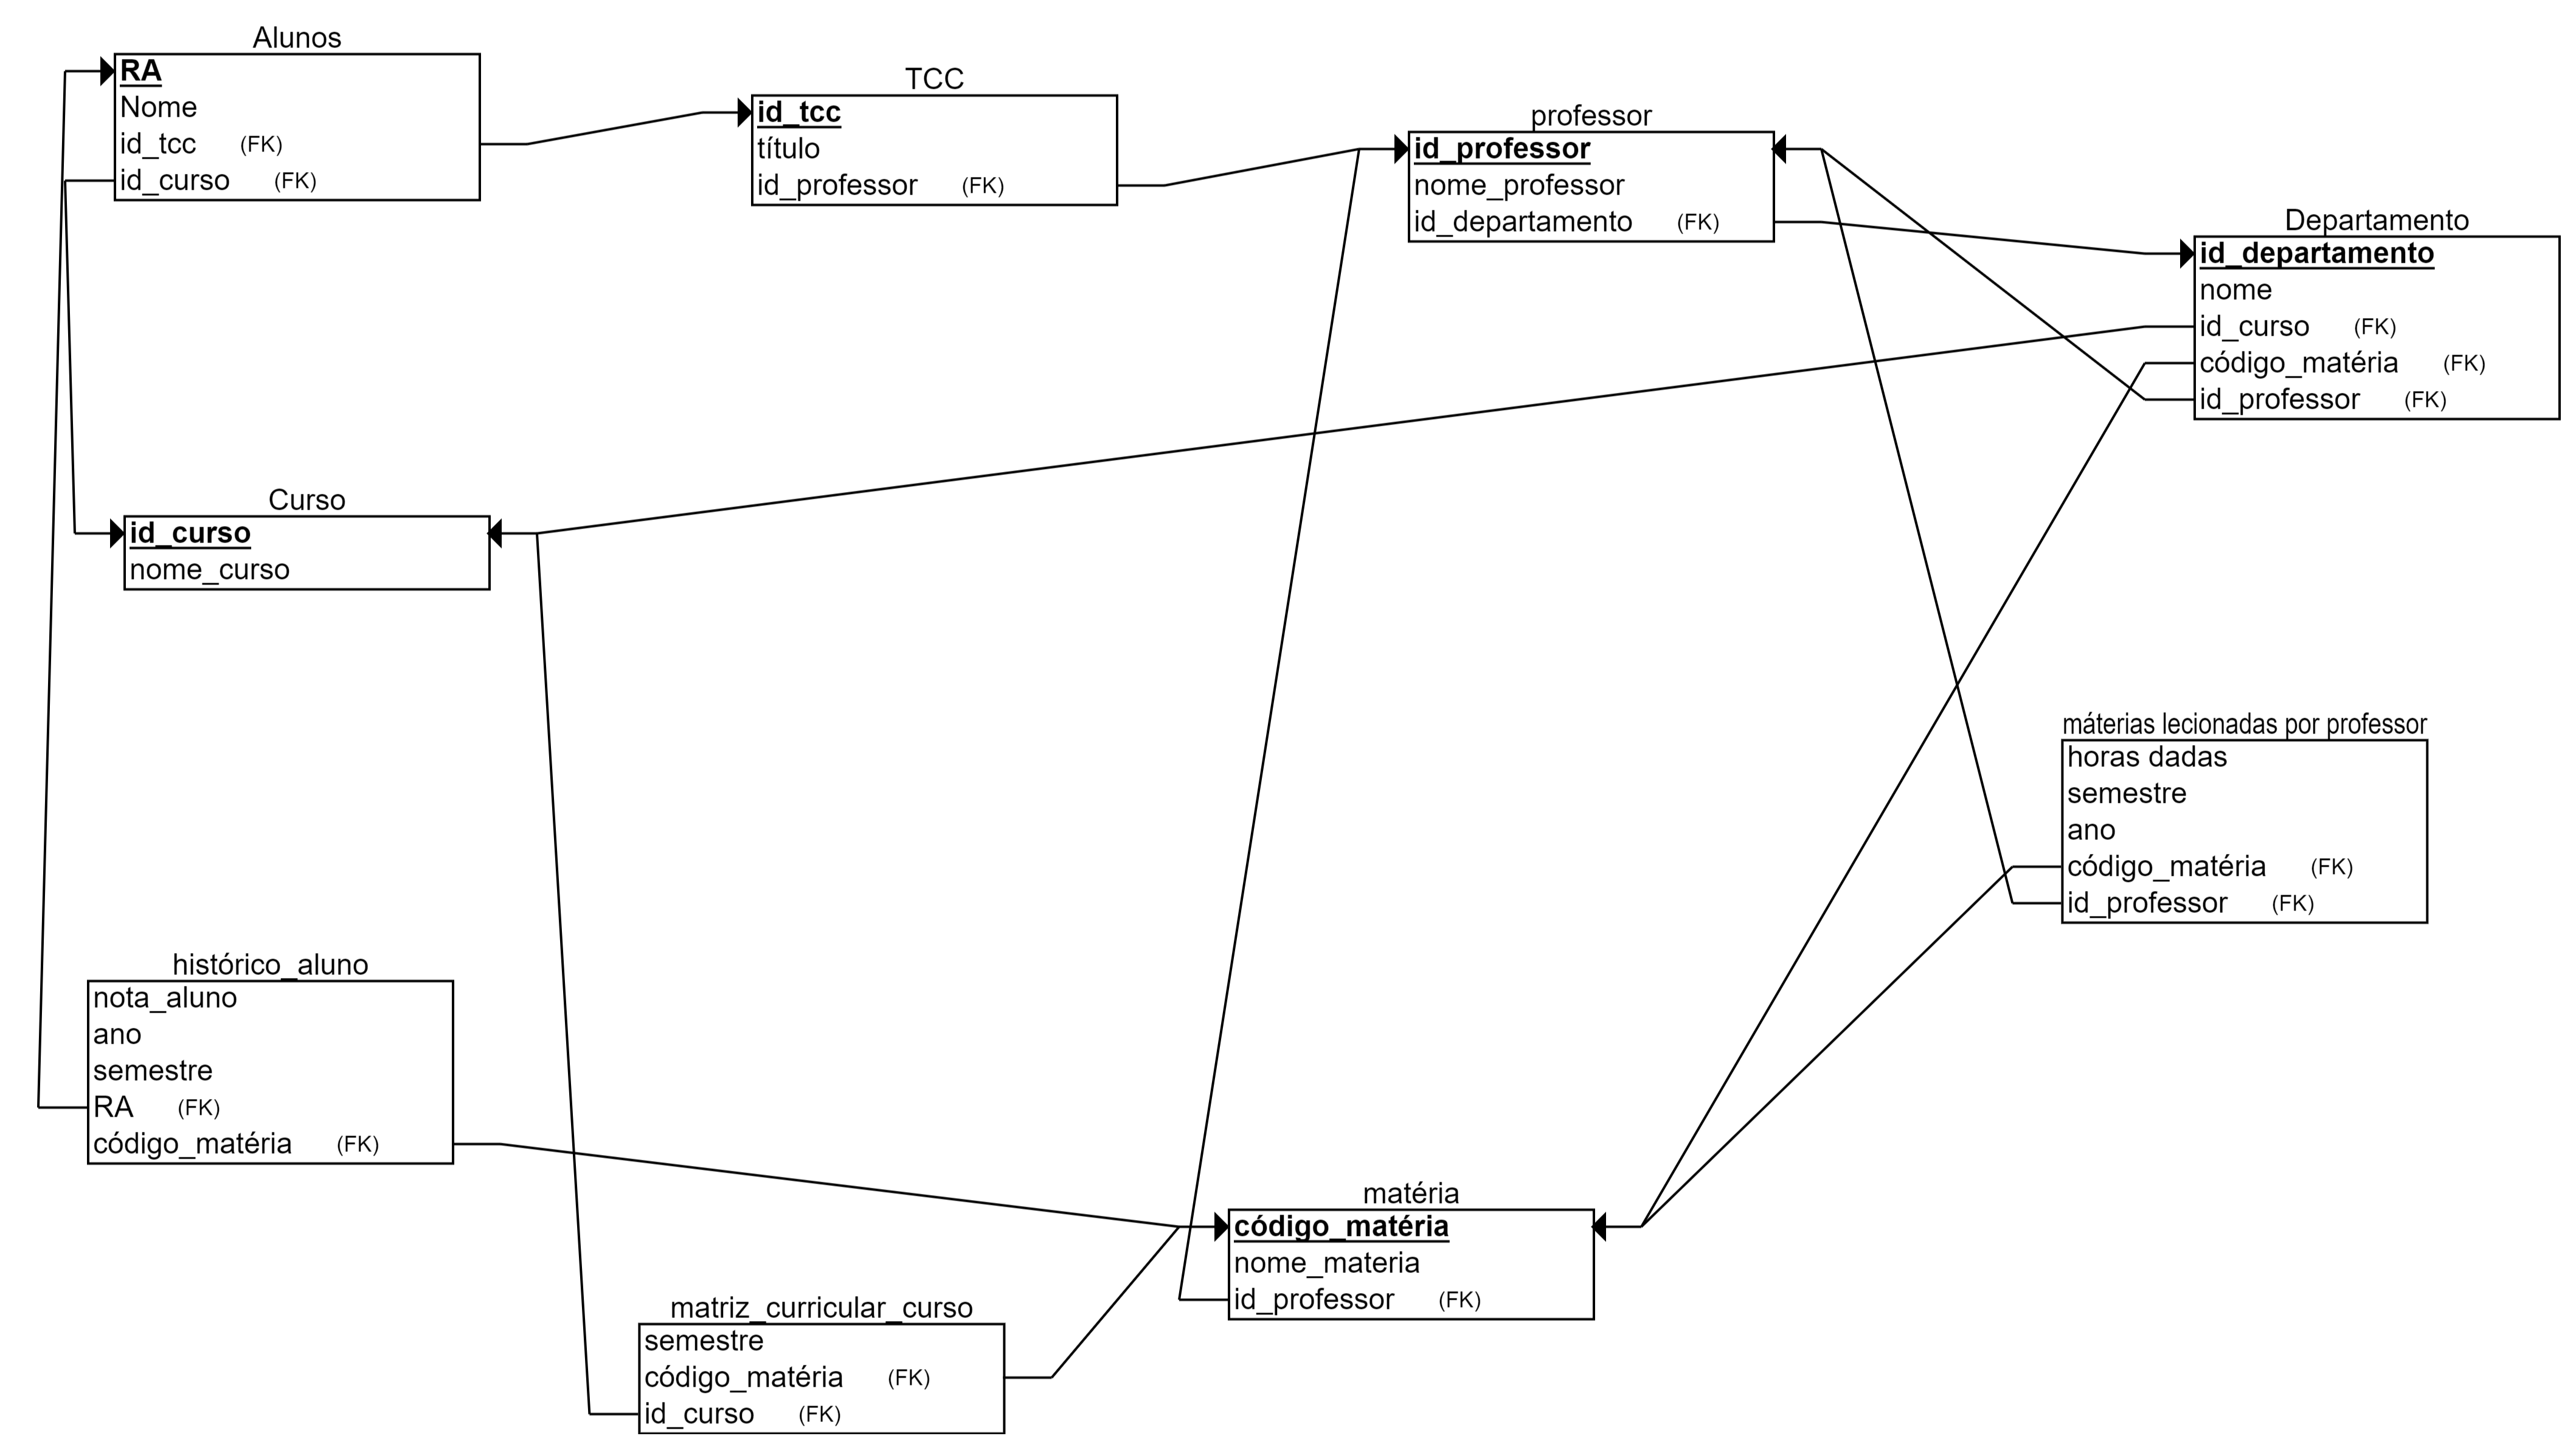 Alunos
RA
Nome
id_tcc (FK)
id_curso (FK)
TCC
id_tcc
título
id_professor (FK)
professor
id_professor
nome_professor
id_departamento (FK)
Departamento
id_departamento
nome
id_curso (FK)
código_matéria (FK)
id_professor (FK)
Curso
id_curso
nome_curso
máterias lecionadas por professor
horas dadas
semestre
ano
código_matéria (FK)
id_professor (FK)
histórico_aluno
nota_aluno
ano
semestre
RA (FK)
código_matéria (FK)
matéria
código_matéria
nome_materia
id_professor (FK)
matriz_curricular_curso
semestre
código_matéria (FK)
id_curso (FK)